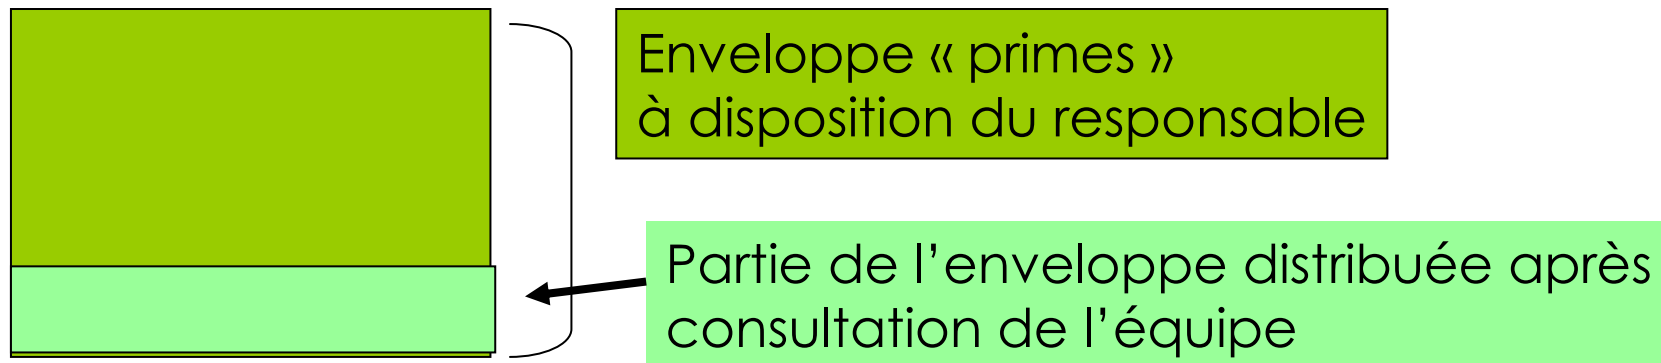 Enveloppe « primes »
à disposition du responsable
Partie de l’enveloppe distribuée après
consultation de l’équipe